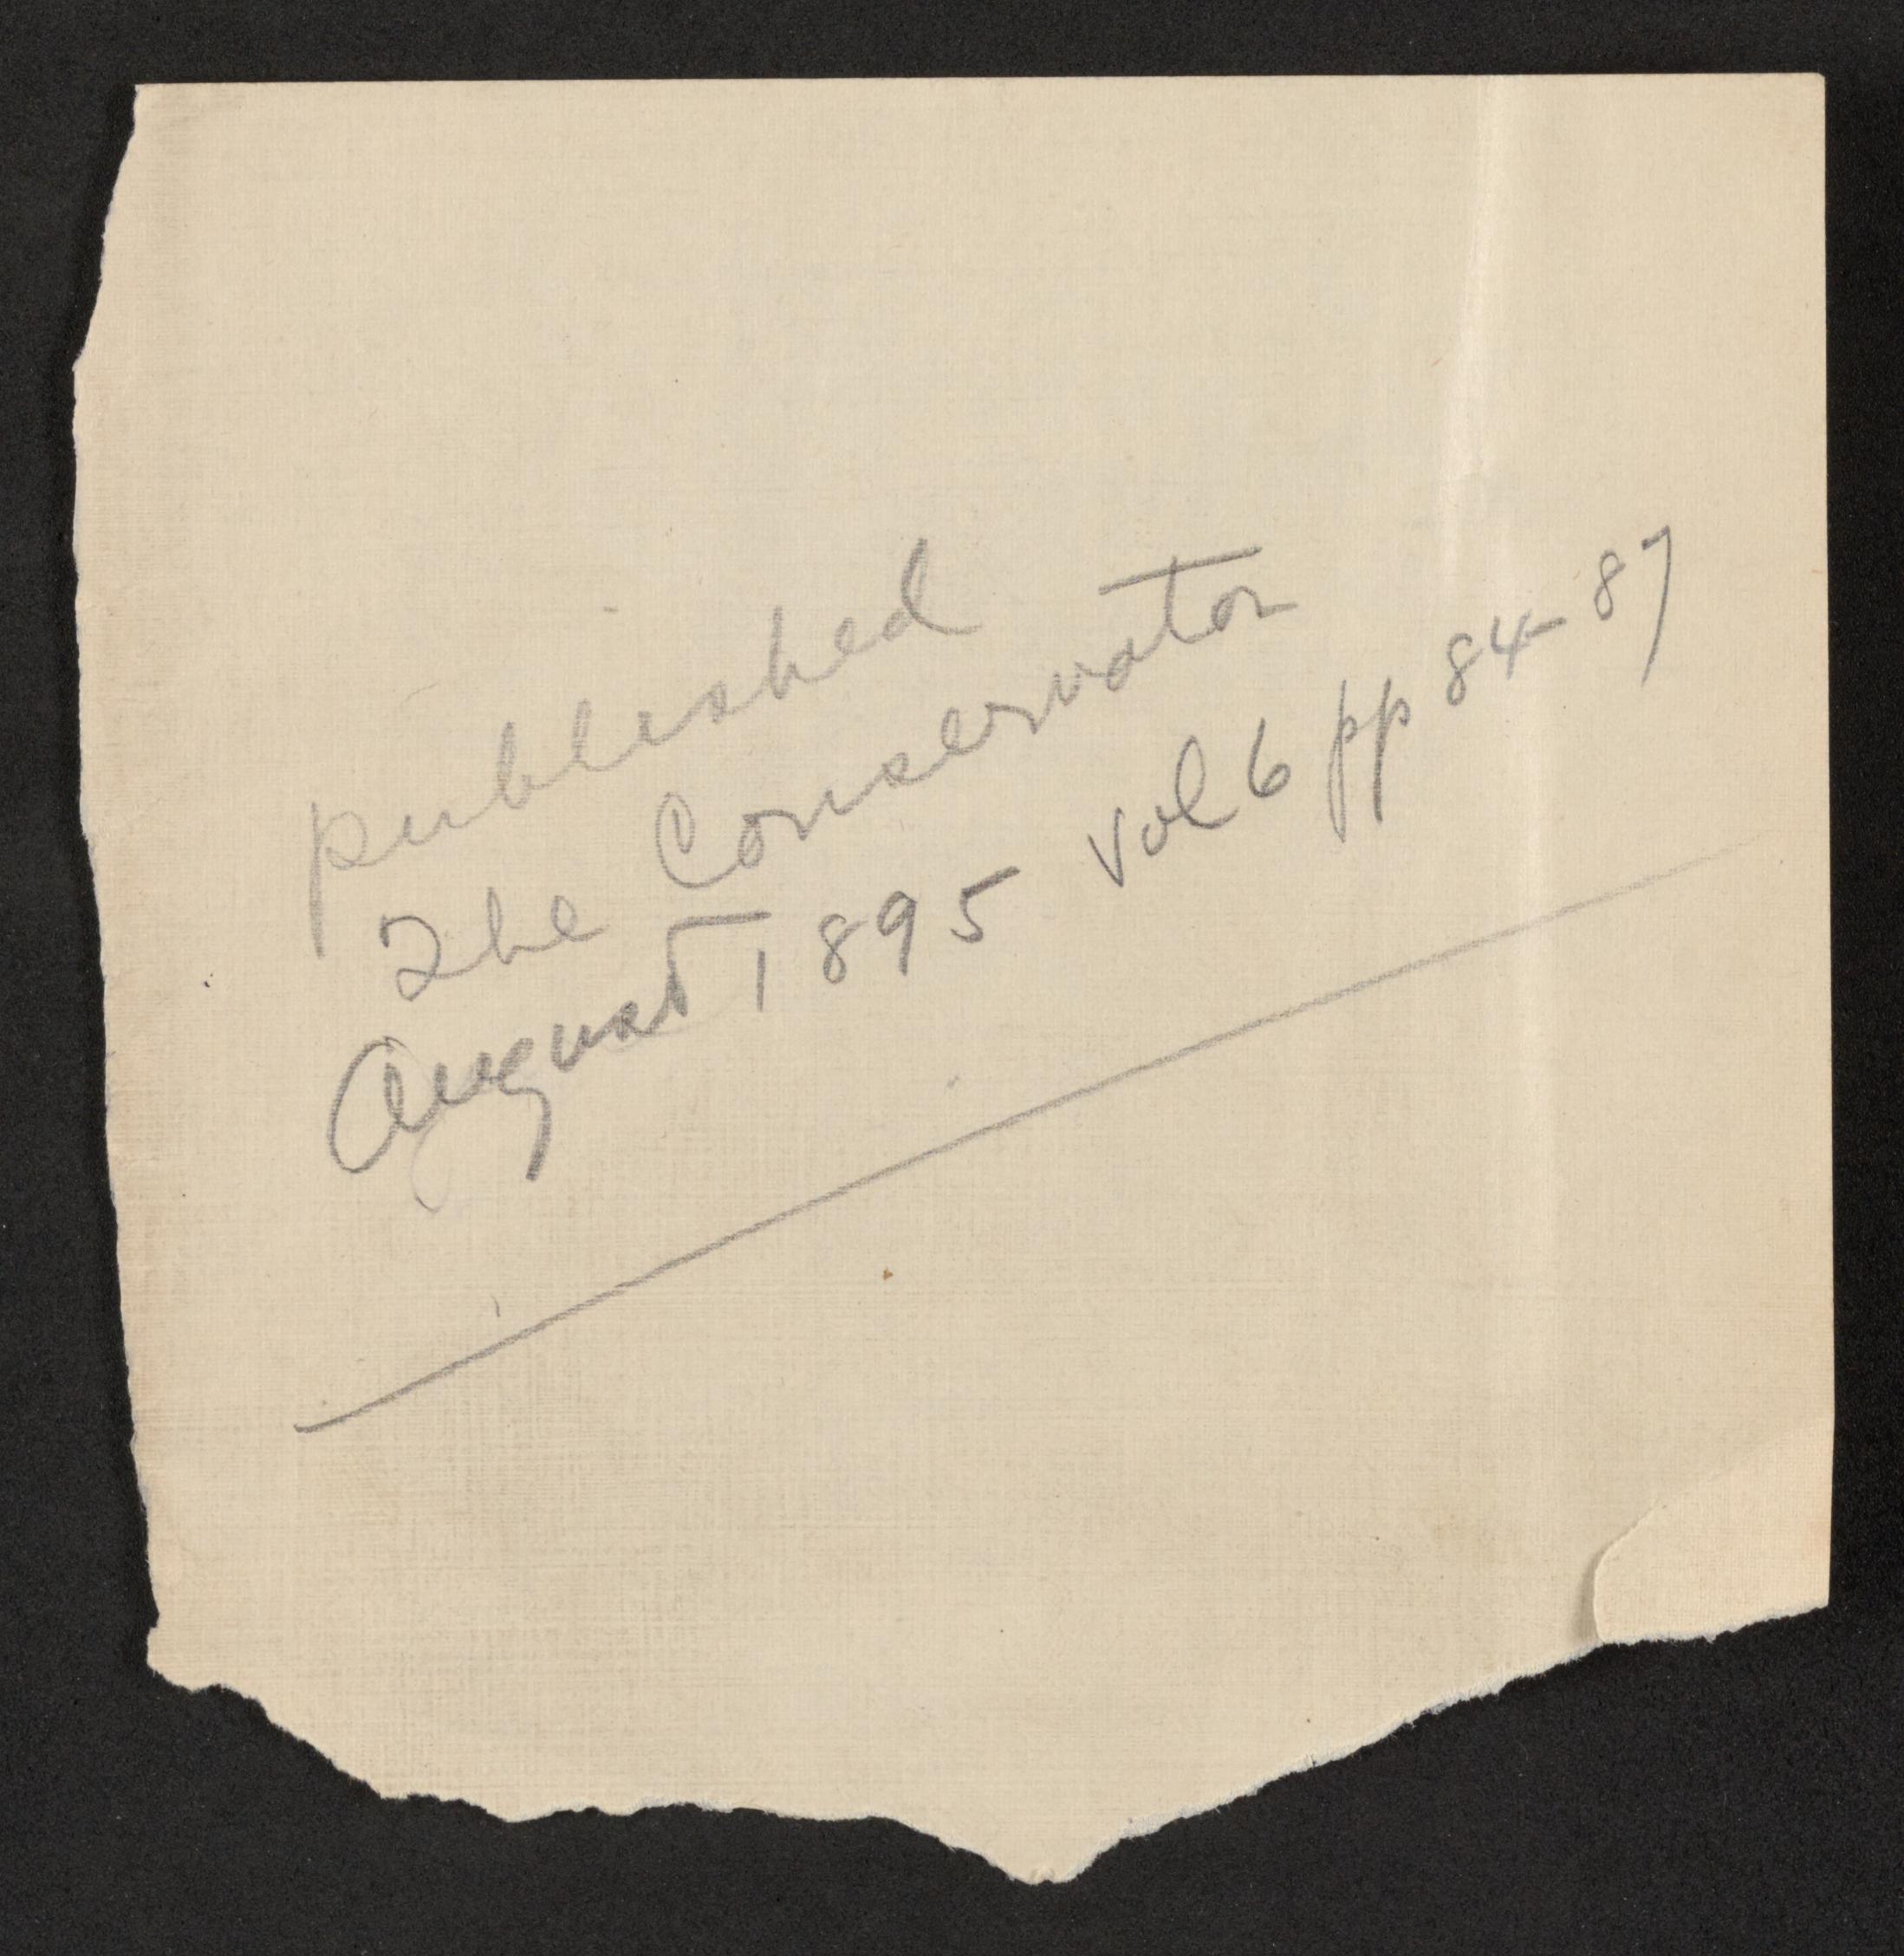 published
The Conservator
August 1895 Vol 6 pp 84-87